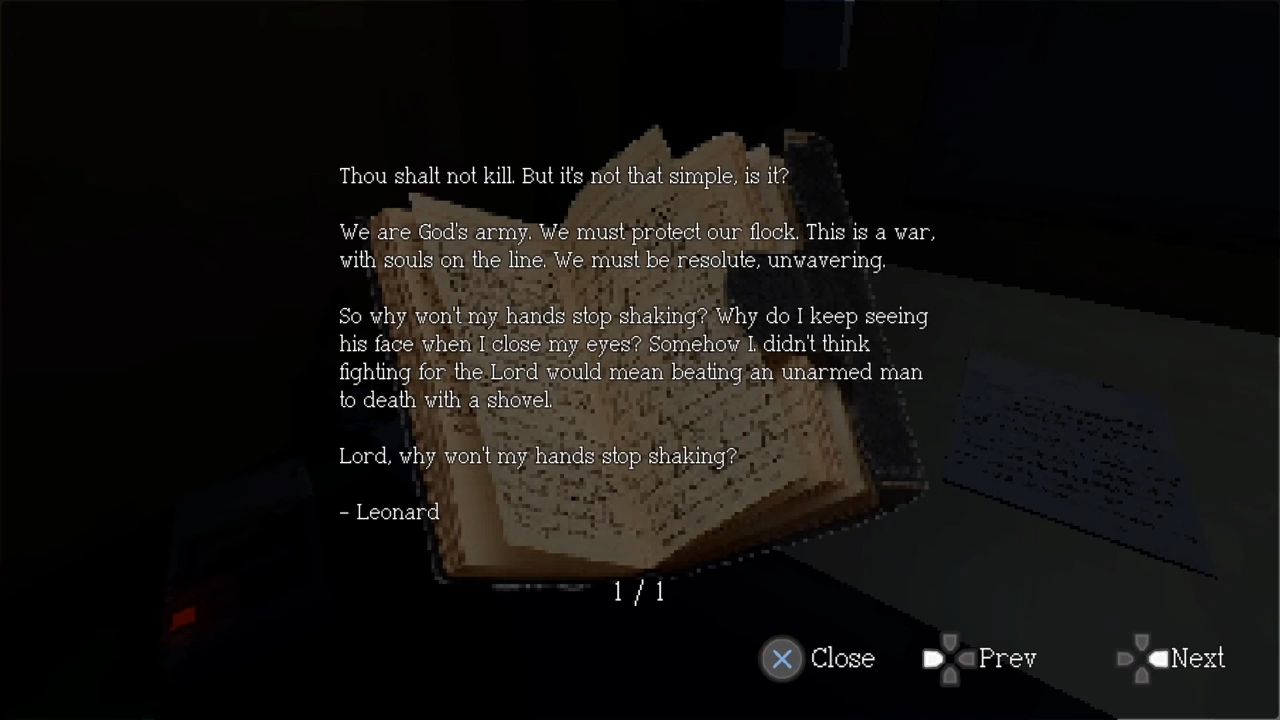 Thou shalt not kill. But it's not that simple, is it?
We are God's army. We must protect our flock. This is a war,
with souls on the line. We must be resolute, unwavering.
So why won't my hands stop shaking? Why do I keep seeing
his face when I close my eyes? Somehow I didn't think
fighting for the Lord would mean beating an unarmed man
to death with a shovel.
Lord, why won't my hands stop shaking?
- Leonard
1 / 1
Close Prev Next